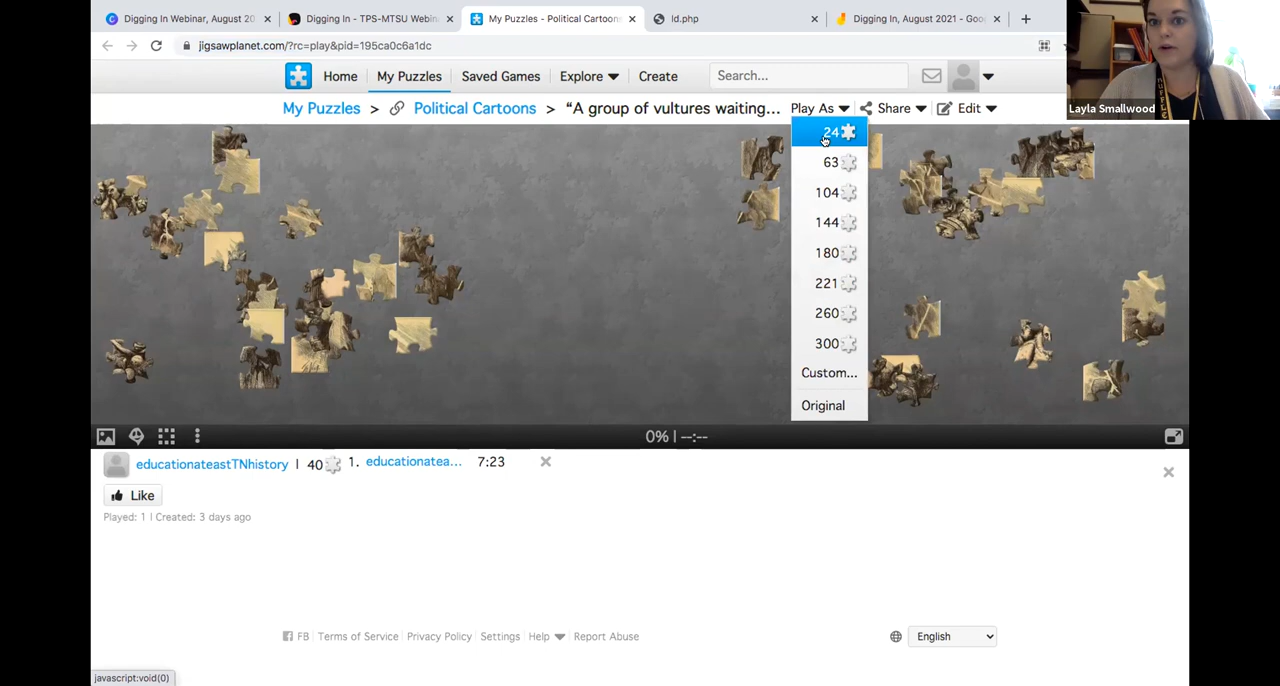 Digging In Webinar, August 20
Digging In - TPS-MTSU Webin
My Puzzles - Political Cartoons
ld.php
Digging In, August 2021 - Goo
jigsawplanet.com/?rc=play&pid=195ca0c6a1dc
Layla Smallwood
Home My Puzzles Saved Games Explore Create Search...
My Puzzles > Political Cartoons > “A group of vultures waiting... Play As Share Edit
24
63
104
144
180
221
260
300
Custom...
Original
0% | --:--
educationateastTNhistory | 40 1. educationatea... 7:23
Like
Played: 1 | Created: 3 days ago
FB Terms of Service Privacy Policy Settings Help Report Abuse English
javascript:void(0)